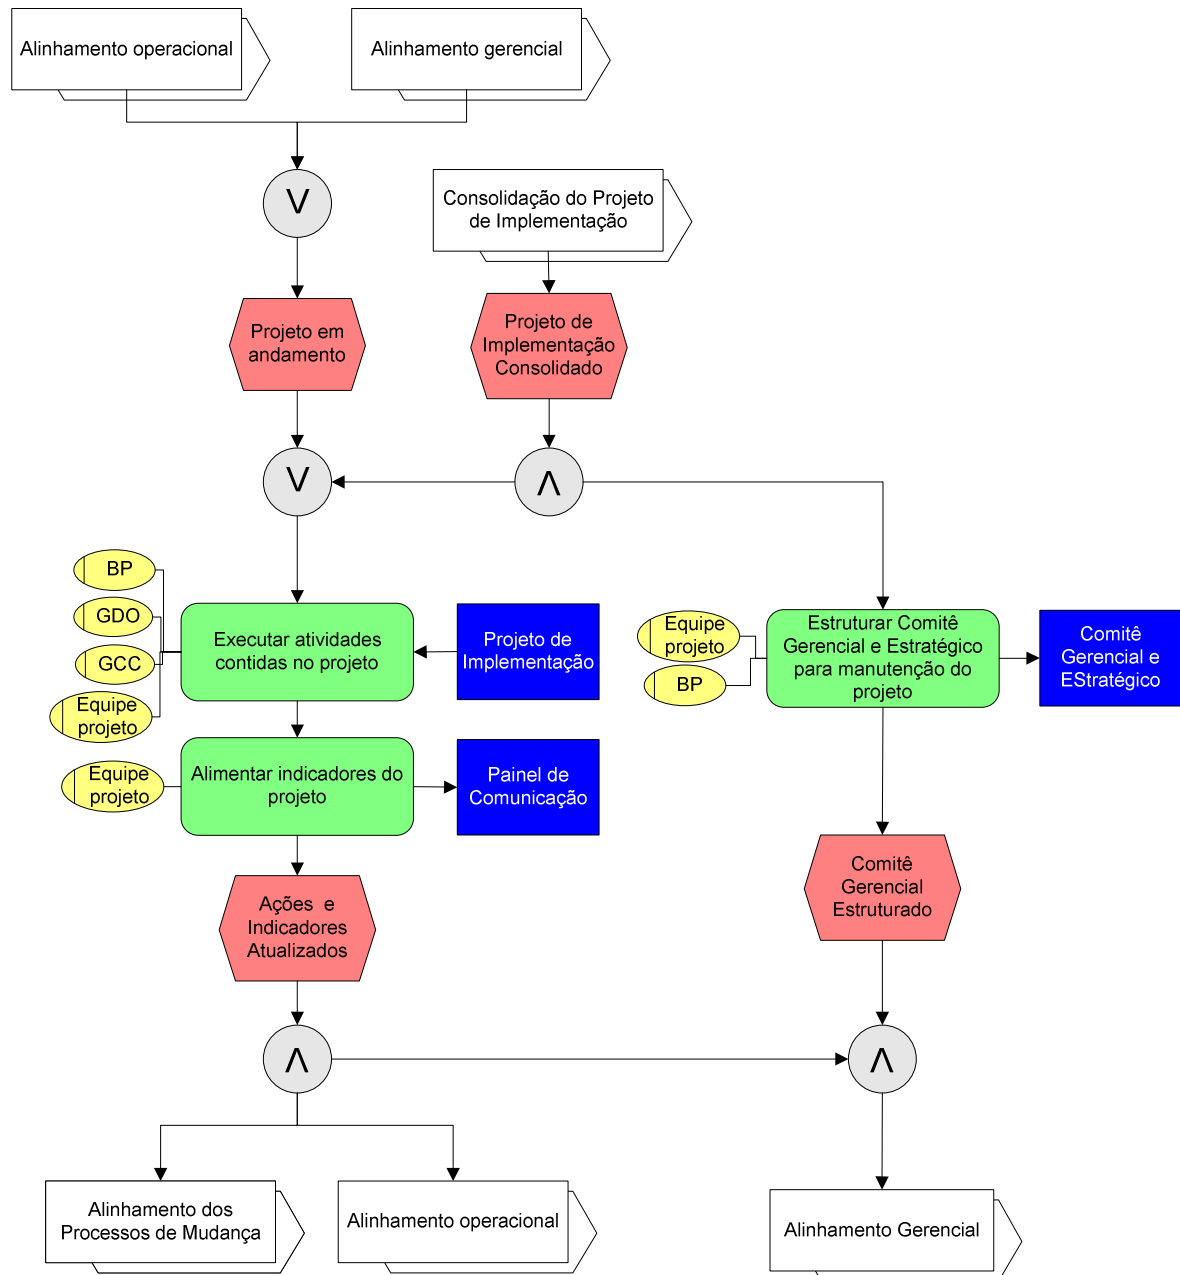 Alinhamento operacional
Alinhamento gerencial
V
Consolidação do Projeto
de Implementação
Projeto em
andamento
Projeto de
Implementação
Consolidado
V
Λ
BP
GDO
GCC
Equipe
projeto
Executar atividades
contidas no projeto
Projeto de
Implementação
Equipe
projeto
BP
Estruturar Comitê
Gerencial e Estratégico
para manutenção do
projeto
Comitê
Gerencial e
EStratégico
Equipe
projeto
Alimentar indicadores do
projeto
Painel de
Comunicação
Ações e
Indicadores
Atualizados
Comitê
Gerencial
Estruturado
Λ
Λ
Alinhamento dos
Processos de Mudança
Alinhamento operacional
Alinhamento Gerencial